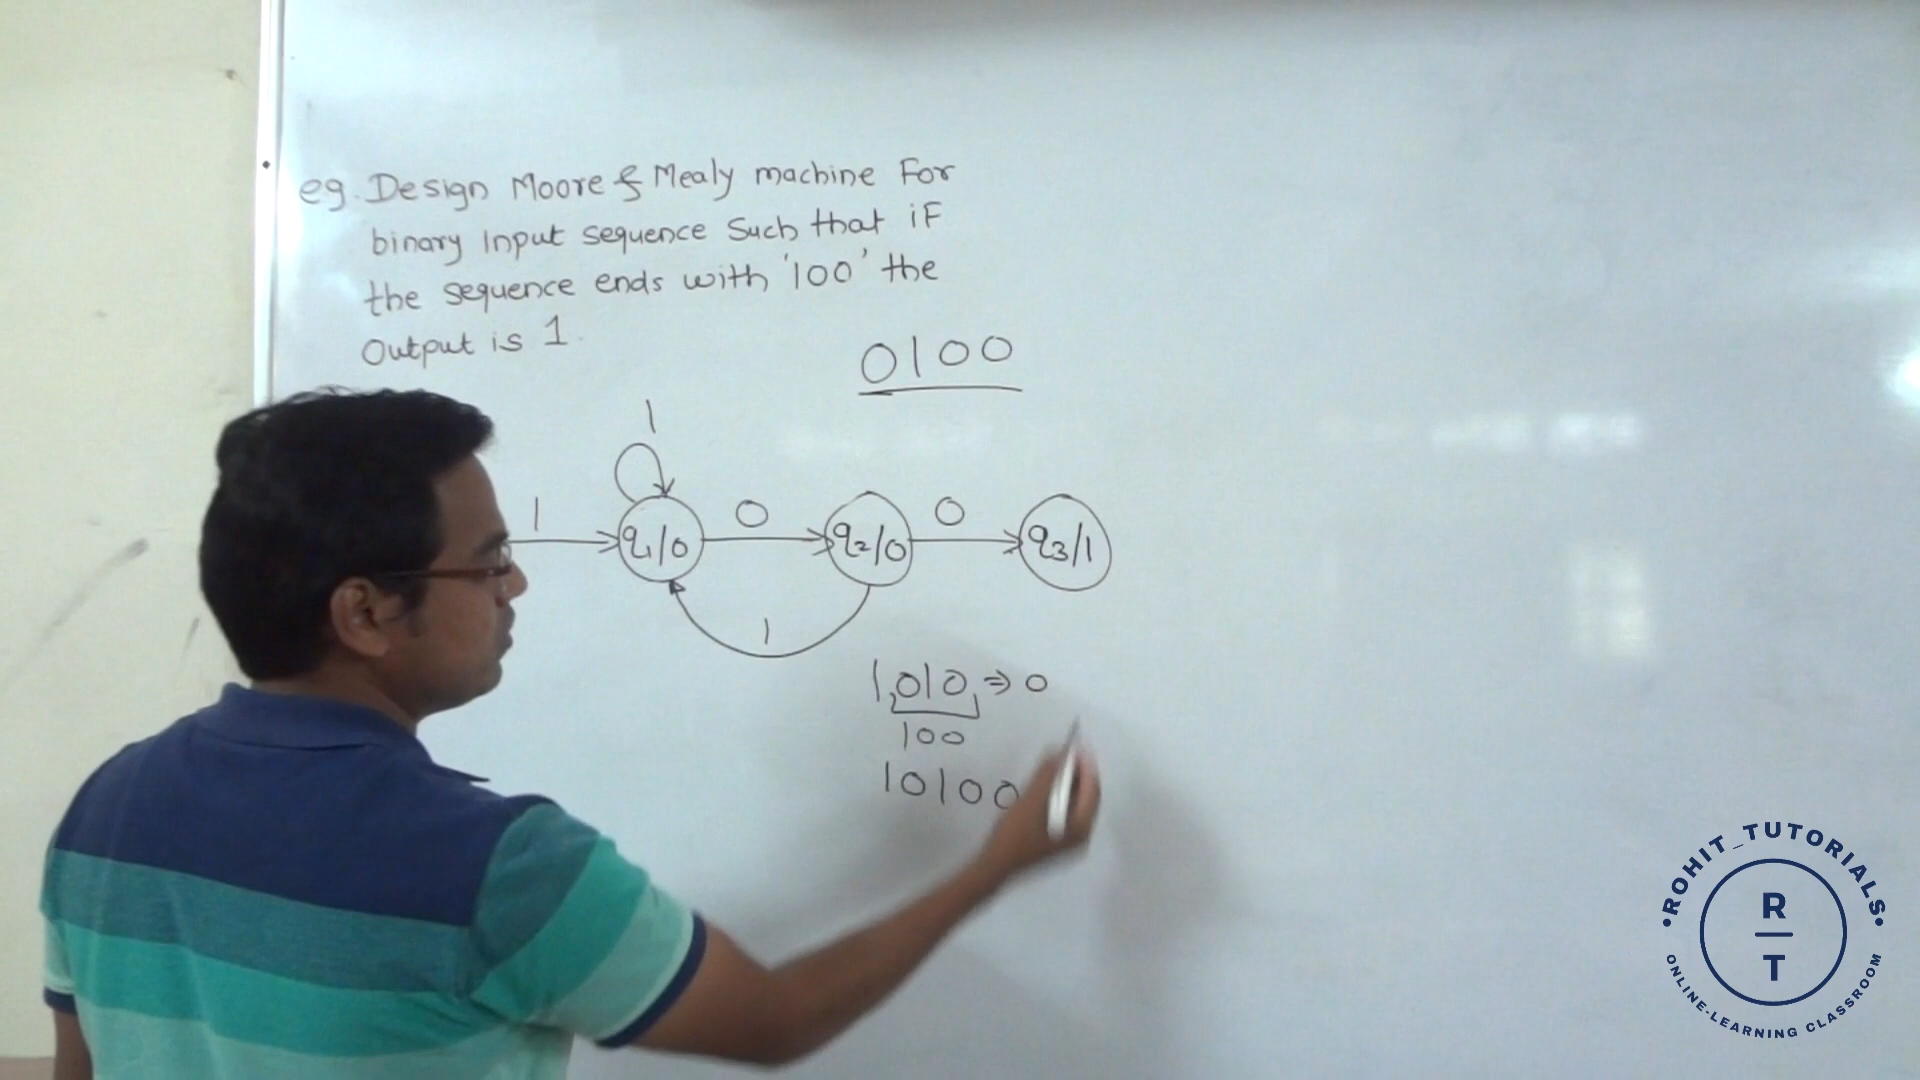 eg. Design Moore & Mealy machine For
binary Input sequence Such that if
the sequence ends with '100' the
Output is 1.
0100
1
1 0 0
q1/0 q2/0 q3/1
1
1,010, ⇒ 0
100
10100
ROHIT_TUTORIALS
R
T
ONLINE-LEARNING CLASSROOM